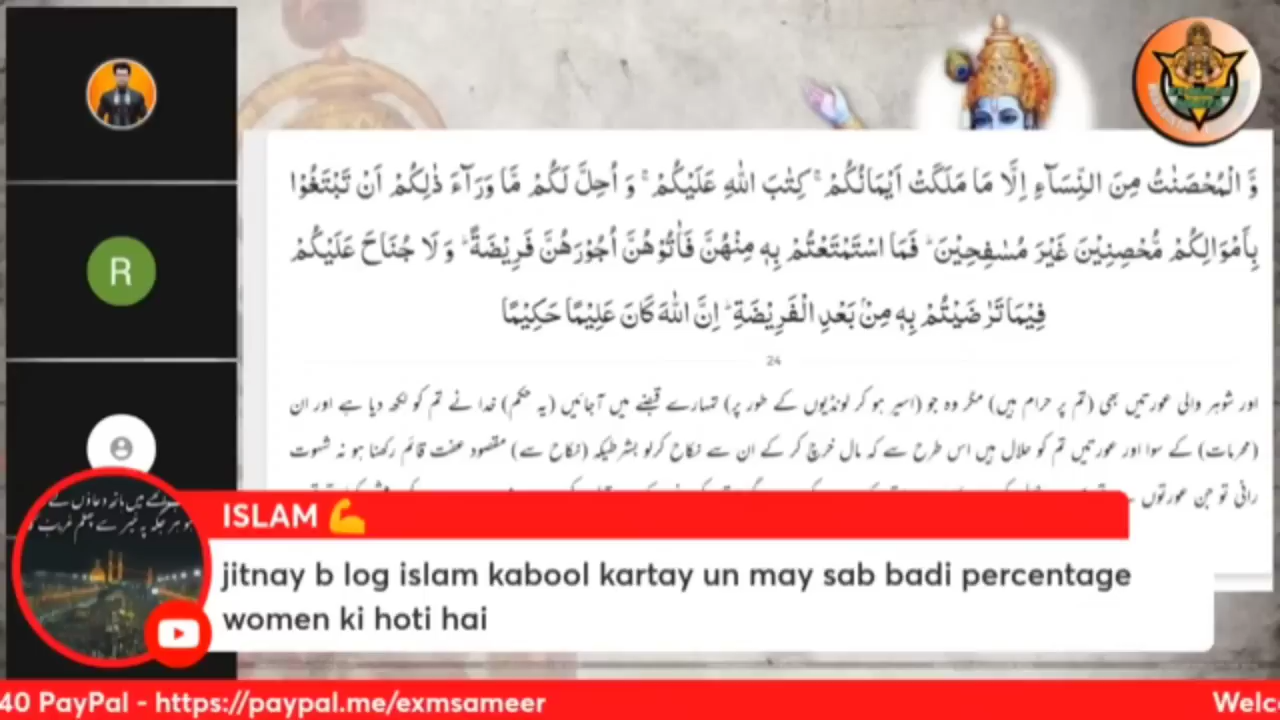 وَّ الْمُحْصَنٰتُ مِنَ النِّسَآءِ اِلَّا مَا مَلَكَتْ اَیْمَانُكُمْ ۚ كِتٰبَ اللّٰهِ عَلَیْكُمْ ۚ وَ اُحِلَّ لَكُمْ مَّا وَرَآءَ ذٰلِكُمْ اَنْ تَبْتَغُوْا
بِاَمْوَالِكُمْ مُّحْصِنِیْنَ غَیْرَ مُسٰفِحِیْنَ ؕ فَمَا اسْتَمْتَعْتُمْ بِهٖ مِنْهُنَّ فَاٰتُوْهُنَّ اُجُوْرَهُنَّ فَرِیْضَةً ؕ وَ لَا جُنَاحَ عَلَیْكُمْ
فِیْمَا تَرٰضَیْتُمْ بِهٖ مِنْۢ بَعْدِ الْفَرِیْضَةِ ؕ اِنَّ اللّٰهَ كَانَ عَلِیْمًا حَكِیْمًا
24
اور شوہر والی عورتیں بھی (تم پر حرام ہیں) مگر وہ جو (اسیر ہو کر لونڈیوں کے طور پر) تمہارے قبضے میں آجائیں (یہ حکم) خدا نے تم کو لکھ دیا ہے اور ان
(محرمات) کے سوا اور عورتیں تم کو حلال ہیں اس طرح سے کہ مال خرچ کر کے ان سے نکاح کرلو بشرطیکہ (نکاح سے) مقصود عفت قائم رکھنا ہو نہ شہوت
رانی تو جن عورتوں
ISLAM 💪
jitnay b log islam kabool kartay un may sab badi percentage
women ki hoti hai
40 PayPal - https://paypal.me/exmsameer
Welc